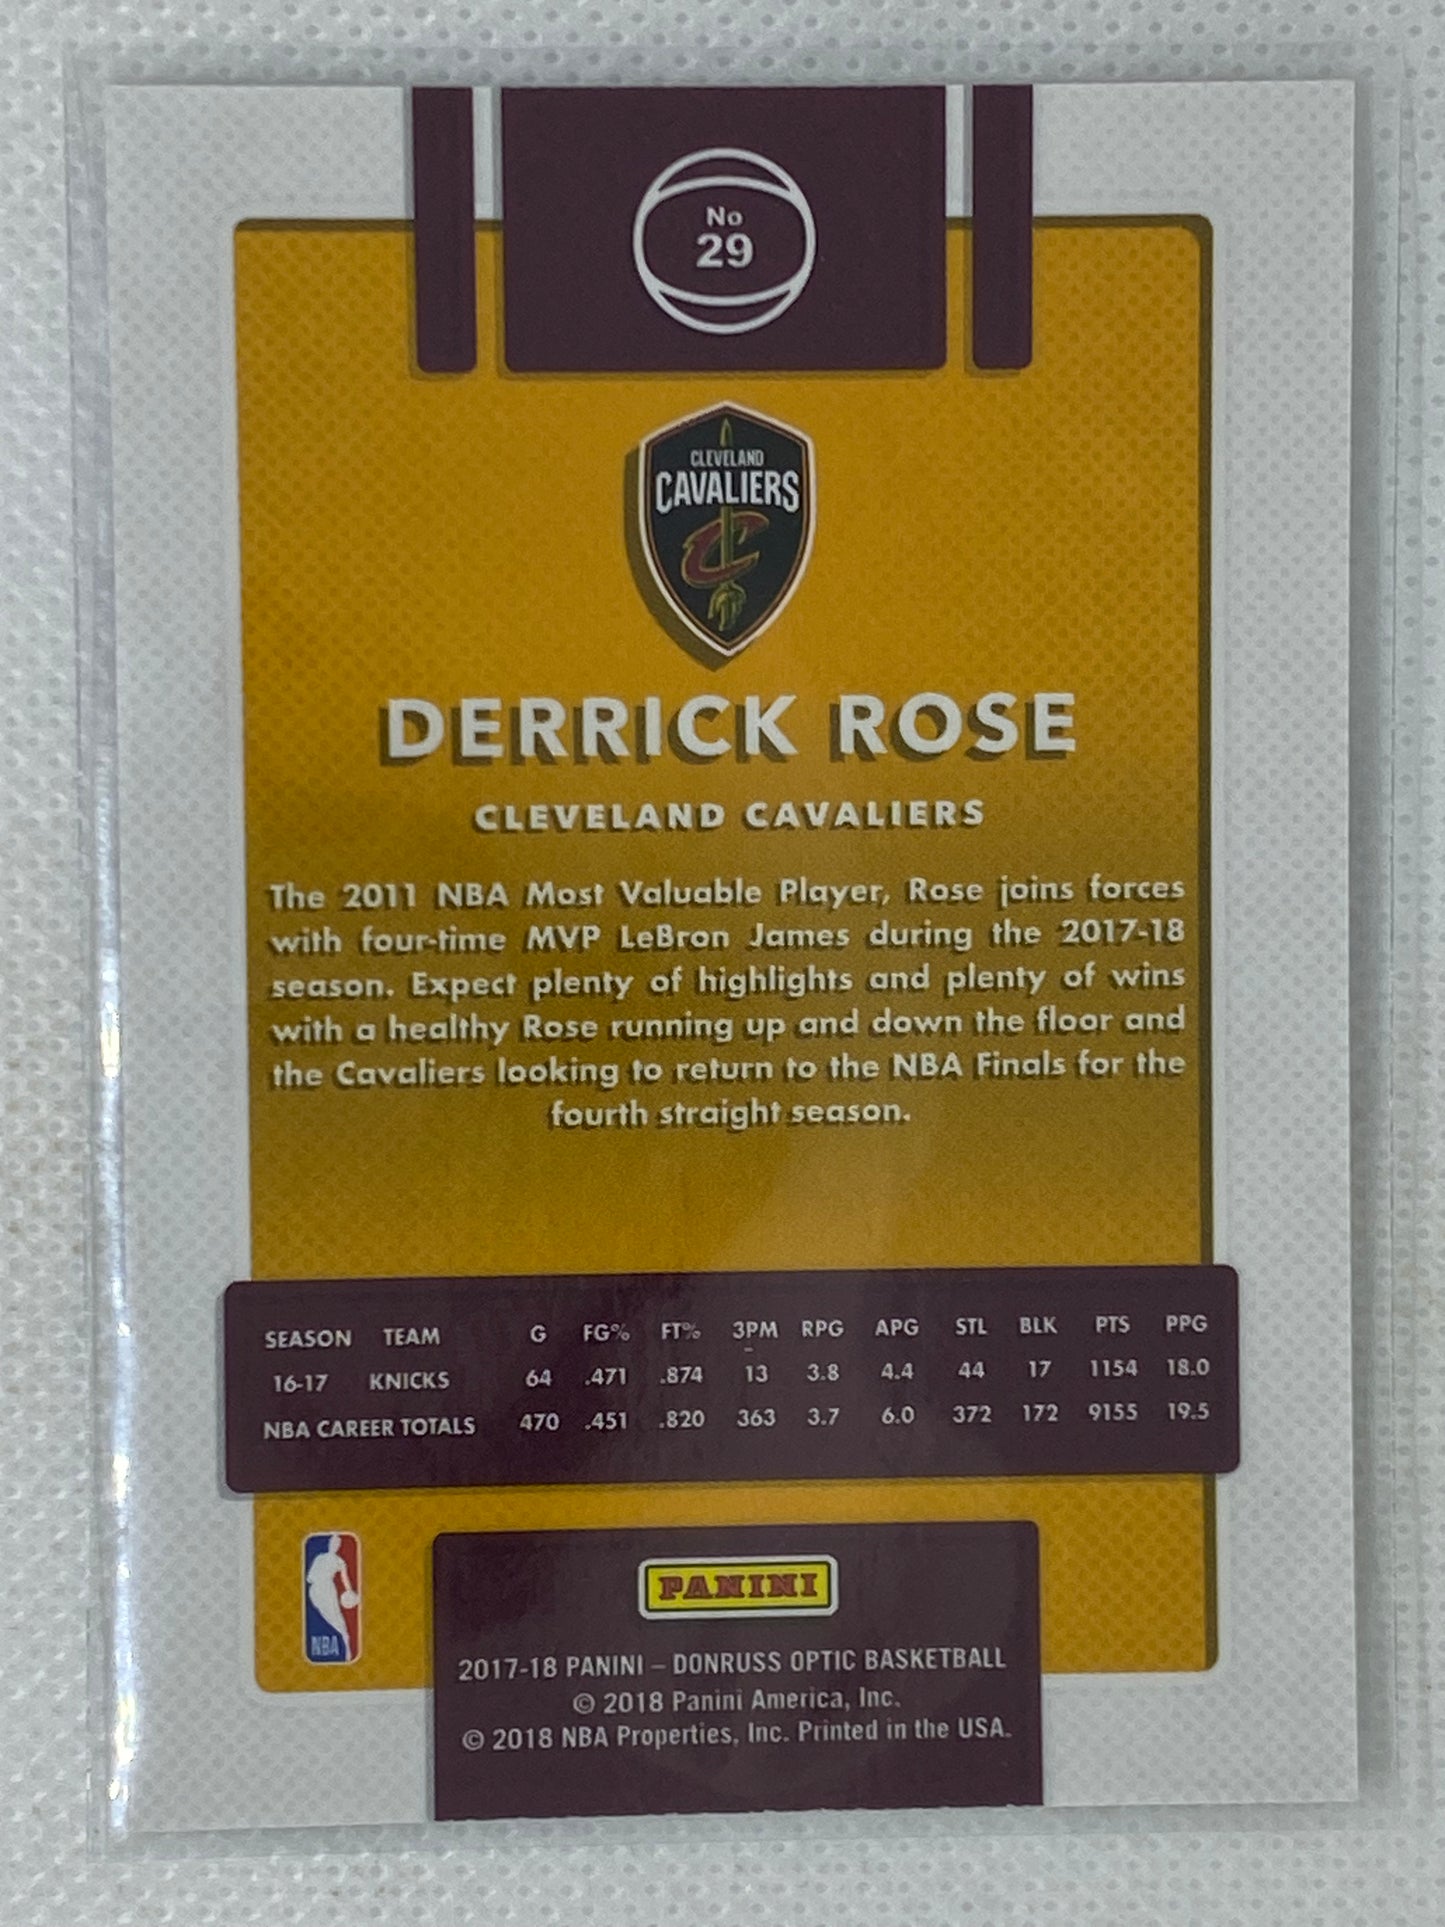 No
29
CLEVELAND
CAVALIERS
C
DERRICK ROSE
CLEVELAND CAVALIERS
The 2011 NBA Most Valuable Player, Rose joins forces
with four-time MVP LeBron James during the 2017-18
season. Expect plenty of highlights and plenty of wins
with a healthy Rose running up and down the floor and
the Cavaliers looking to return to the NBA Finals for the
fourth straight season.
SEASON TEAM G FG% FT% 3PM RPG APG STL BLK PTS PPG
16-17 KNICKS 64 .471 .874 13 3.8 4.4 44 17 1154 18.0
NBA CAREER TOTALS 470 .451 .820 363 3.7 6.0 372 172 9155 19.5
NBA
PANINI
2017-18 PANINI – DONRUSS OPTIC BASKETBALL
© 2018 Panini America, Inc.
© 2018 NBA Properties, Inc. Printed in the USA.